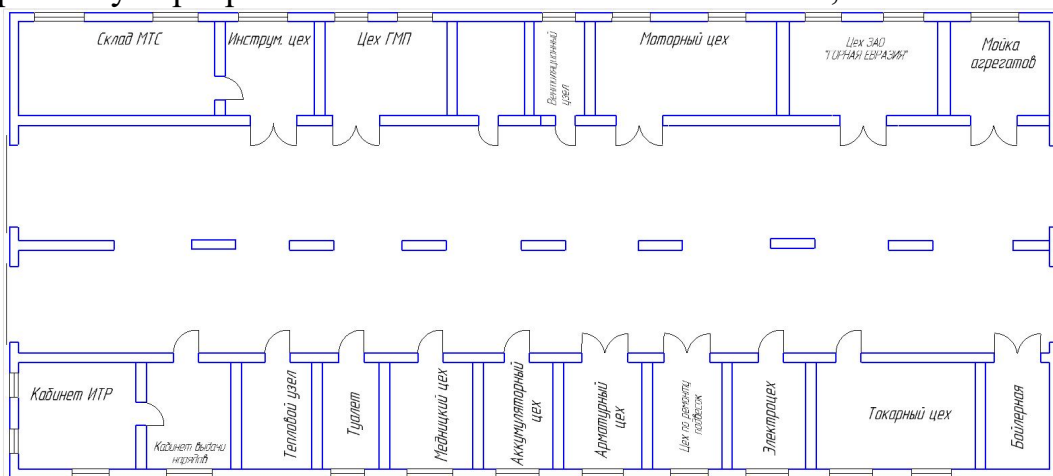 Склад МТС
Инструм. цех
Цех ГМП
Вентиляционный
узел
Моторный цех
Цех ЗАО
"ГОРНАЯ ЕВРАЗИЯ"
Мойка
агрегатов
Кабинет ИТР
Кабинет выдачи
нарядов
Тепловой узел
Туалет
Медницкий цех
Аккумуляторный
цех
Арматурный
цех
Цех по ремонту
подвесок
Электроцех
Токарный цех
Бойлерная